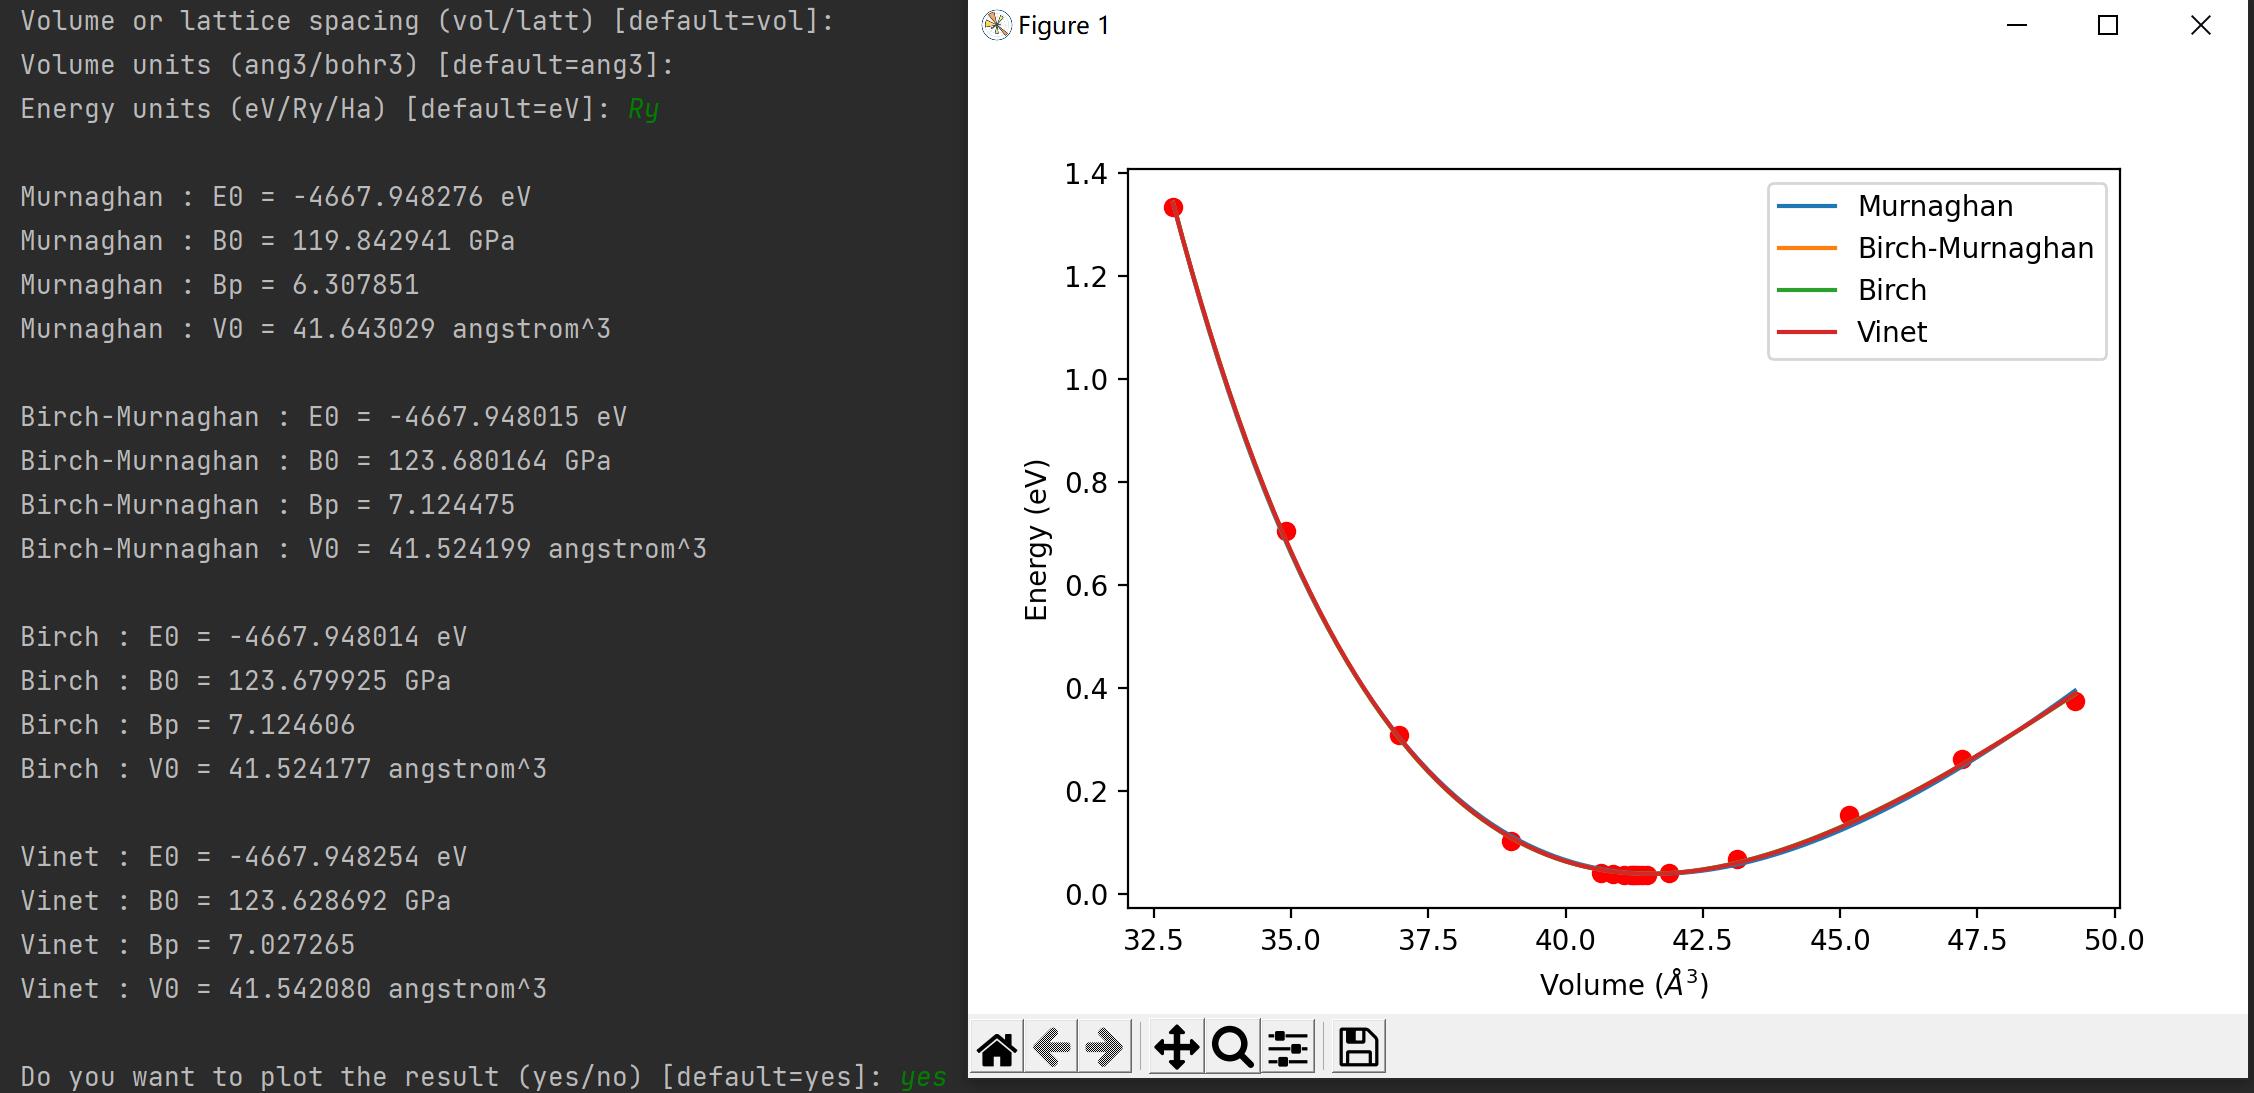 Volume or lattice spacing (vol/latt) [default=vol]:
Volume units (ang3/bohr3) [default=ang3]:
Energy units (eV/Ry/Ha) [default=eV]: Ry
Murnaghan : E0 = -4667.948276 eV
Murnaghan : B0 = 119.842941 GPa
Murnaghan : Bp = 6.307851
Murnaghan : V0 = 41.643029 angstrom^3
Birch-Murnaghan : E0 = -4667.948015 eV
Birch-Murnaghan : B0 = 123.680164 GPa
Birch-Murnaghan : Bp = 7.124475
Birch-Murnaghan : V0 = 41.524199 angstrom^3
Birch : E0 = -4667.948014 eV
Birch : B0 = 123.679925 GPa
Birch : Bp = 7.124606
Birch : V0 = 41.524177 angstrom^3
Vinet : E0 = -4667.948254 eV
Vinet : B0 = 123.628692 GPa
Vinet : Bp = 7.027265
Vinet : V0 = 41.542080 angstrom^3
Do you want to plot the result (yes/no) [default=yes]: yes
Figure 1
Murnaghan
Birch-Murnaghan
Birch
Vinet
Energy (eV)
1.4
1.2
1.0
0.8
0.6
0.4
0.2
0.0
32.5 35.0 37.5 40.0 42.5 45.0 47.5 50.0
Volume (Å³)